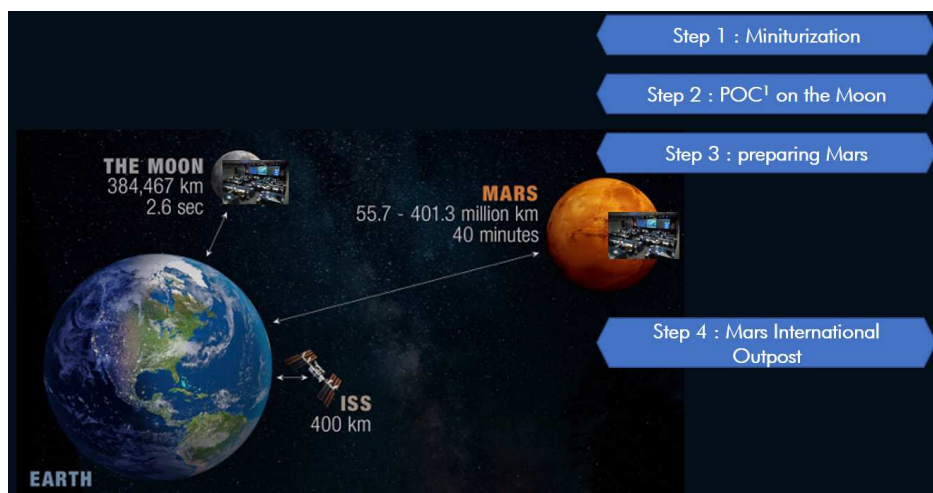 Step 1 : Miniturization
Step 2 : POC¹ on the Moon
Step 3 : preparing Mars
THE MOON
384,467 km
2.6 sec
MARS
55.7 - 401.3 million km
40 minutes
Step 4 : Mars International
Outpost
ISS
400 km
EARTH